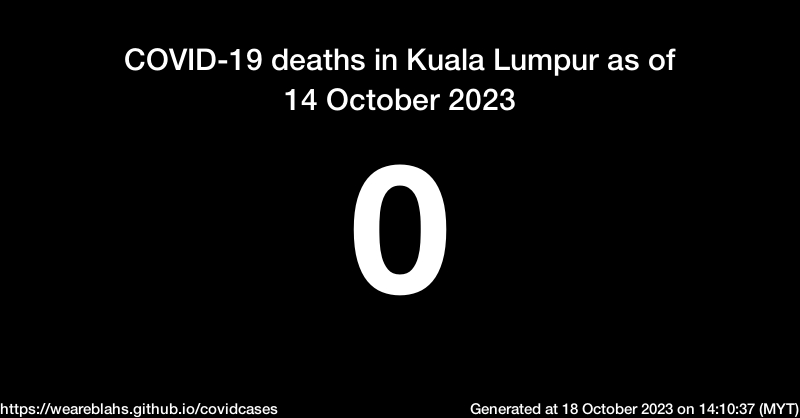 COVID-19 deaths in Kuala Lumpur as of
14 October 2023
0
https://weareblahs.github.io/covidcases
Generated at 18 October 2023 on 14:10:37 (MYT)